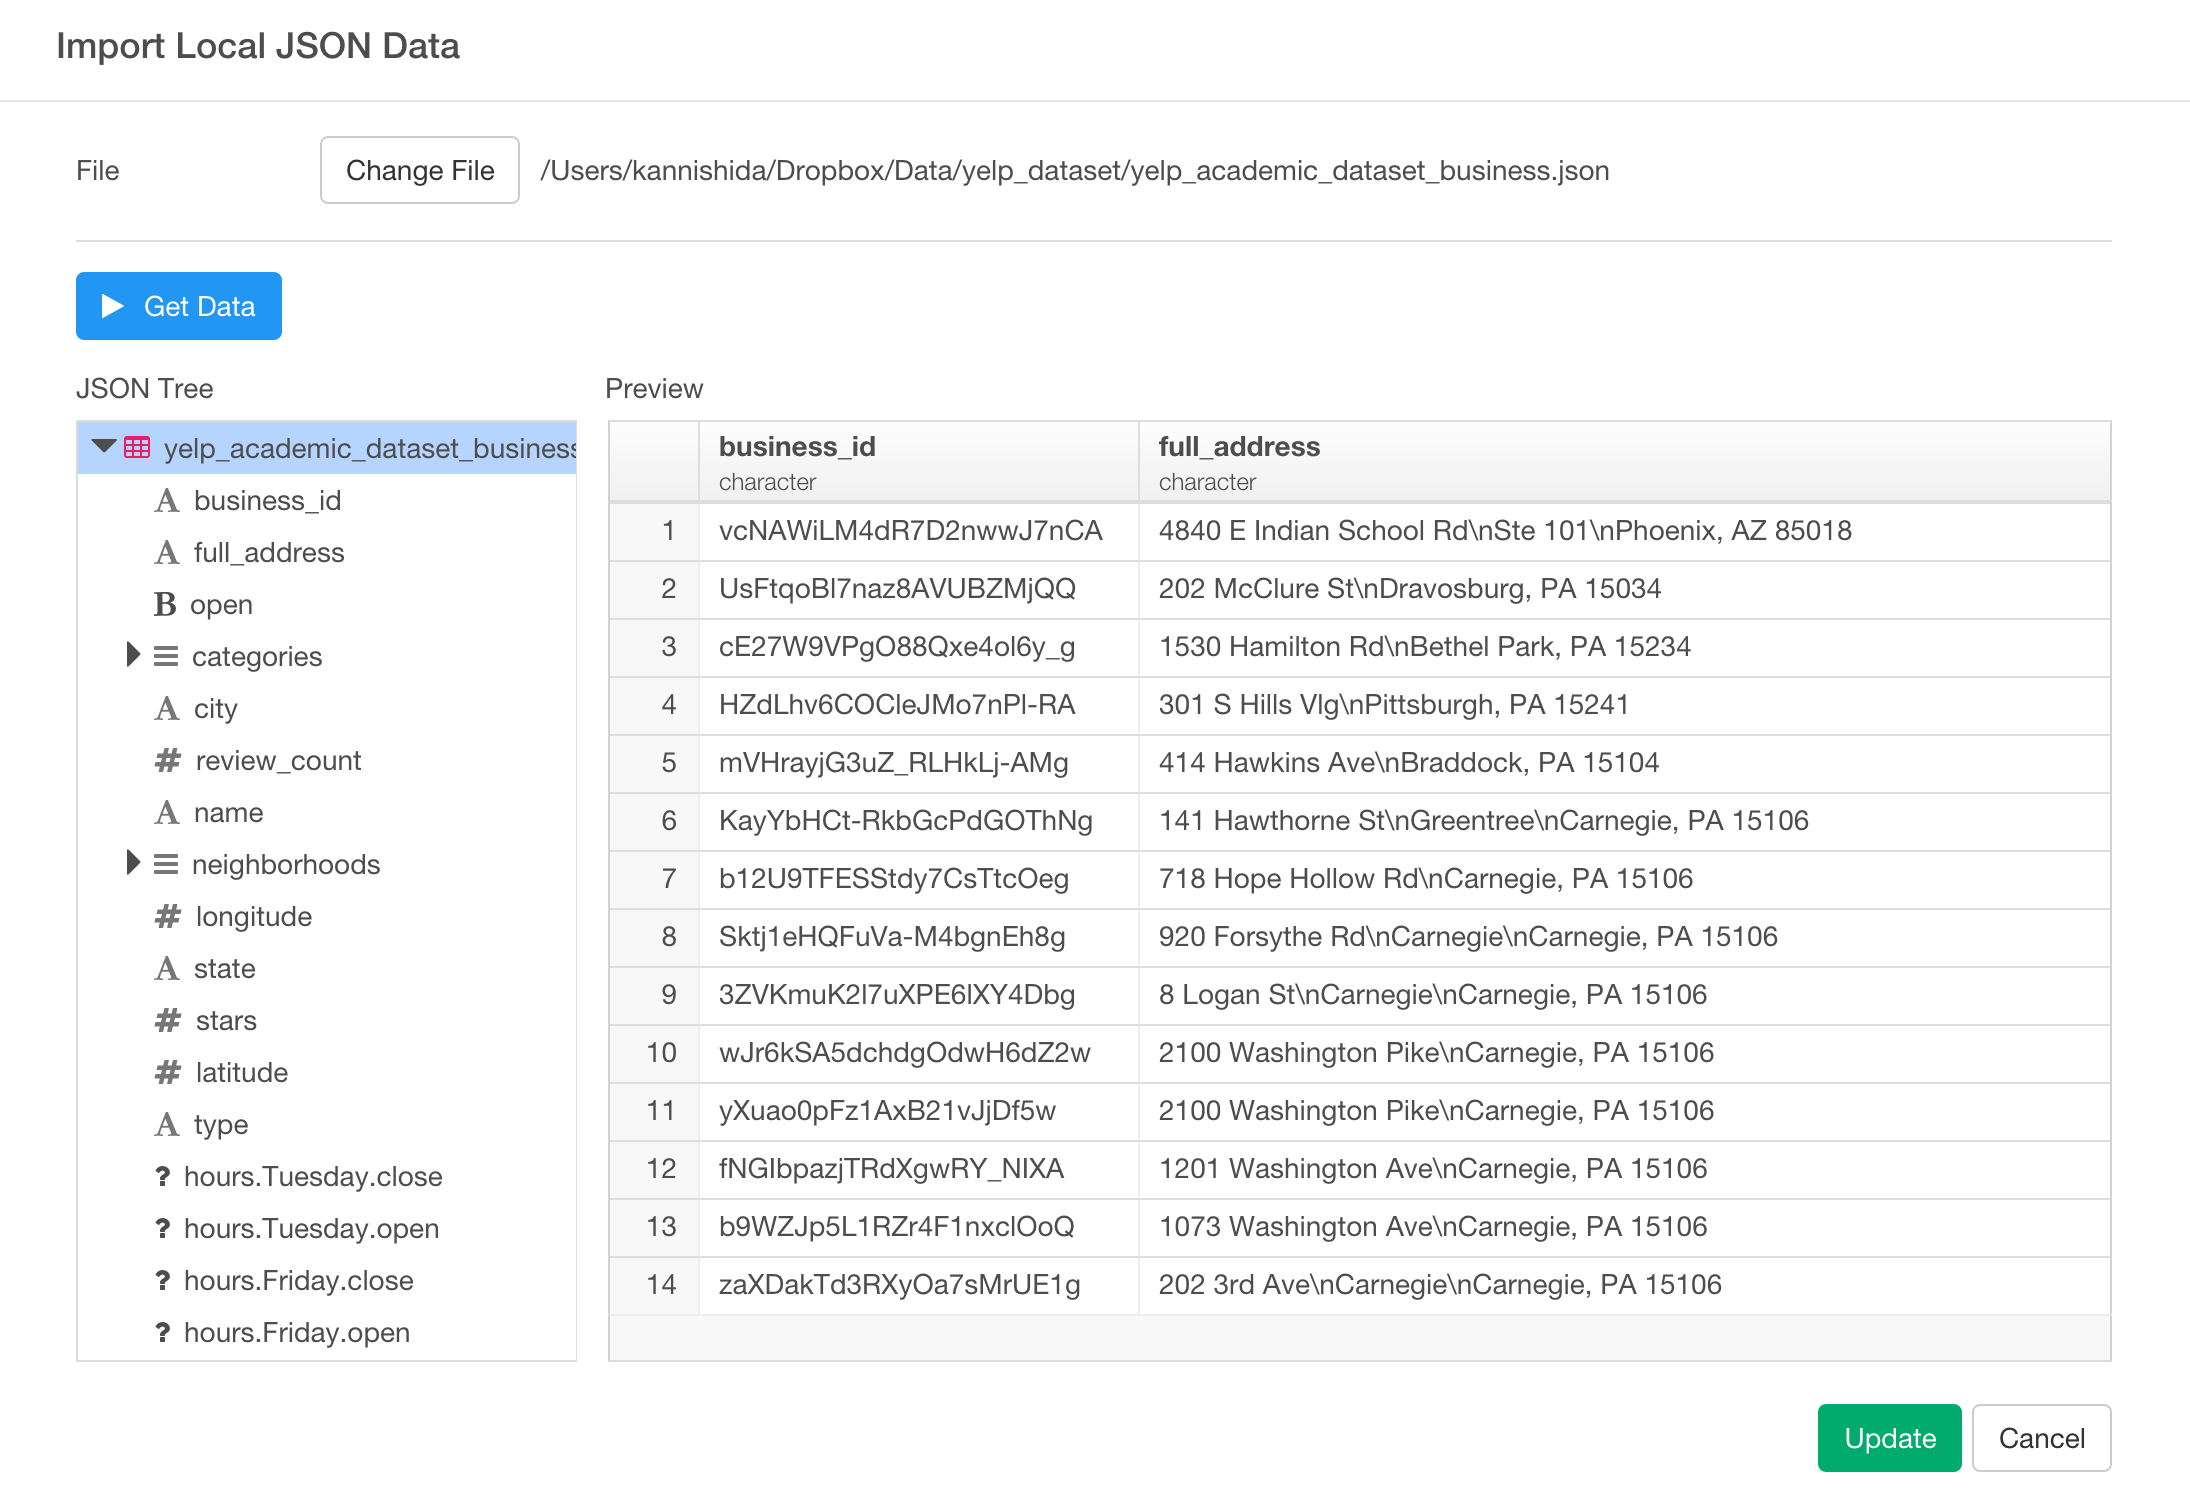 Import Local JSON Data
File
Change File
/Users/kannishida/Dropbox/Data/yelp_dataset/yelp_academic_dataset_business.json
Get Data
JSON Tree
yelp_academic_dataset_business
A business_id
A full_address
B open
categories
A city
# review_count
A name
neighborhoods
# longitude
A state
# stars
# latitude
A type
? hours.Tuesday.close
? hours.Tuesday.open
? hours.Friday.close
? hours.Friday.open
Preview
business_id full_address
character character
1 vcNAWiLM4dR7D2nwwJ7nCA 4840 E Indian School Rd\nSte 101\nPhoenix, AZ 85018
2 UsFtqoBl7naz8AVUBZMjQQ 202 McClure St\nDravosburg, PA 15034
3 cE27W9VPgO88Qxe4ol6y_g 1530 Hamilton Rd\nBethel Park, PA 15234
4 HZdLhv6COCleJMo7nPl-RA 301 S Hills Vlg\nPittsburgh, PA 15241
5 mVHrayjG3uZ_RLHkLj-AMg 414 Hawkins Ave\nBraddock, PA 15104
6 KayYbHCt-RkbGcPdGOThNg 141 Hawthorne St\nGreentree\nCarnegie, PA 15106
7 b12U9TFESStdy7CsTtcOeg 718 Hope Hollow Rd\nCarnegie, PA 15106
8 Sktj1eHQFuVa-M4bgnEh8g 920 Forsythe Rd\nCarnegie\nCarnegie, PA 15106
9 3ZVKmuK2l7uXPE6lXY4Dbg 8 Logan St\nCarnegie\nCarnegie, PA 15106
10 wJr6kSA5dchdgOdwH6dZ2w 2100 Washington Pike\nCarnegie, PA 15106
11 yXuao0pFz1AxB21vJjDf5w 2100 Washington Pike\nCarnegie, PA 15106
12 fNGIbpazjTRdXgwRY_NIXA 1201 Washington Ave\nCarnegie, PA 15106
13 b9WZJp5L1RZr4F1nxclOoQ 1073 Washington Ave\nCarnegie, PA 15106
14 zaXDakTd3RXyOa7sMrUE1g 202 3rd Ave\nCarnegie\nCarnegie, PA 15106
Update
Cancel